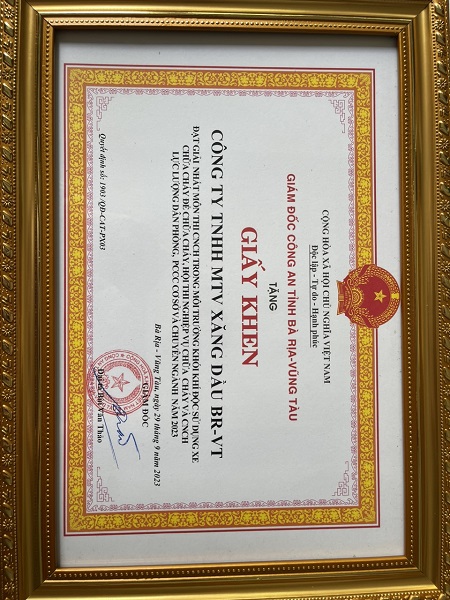 CỘNG HÒA XÃ HỘI CHỦ NGHĨA VIỆT NAM
Độc lập - Tự do - Hạnh phúc
GIÁM ĐỐC CÔNG AN TỈNH BÀ RỊA-VŨNG TÀU
TẶNG
GIẤY KHEN
CÔNG TY TNHH MTV XĂNG DẦU BR-VT
ĐẠT GIẢI NHẤT MÔN THI CNCH TRONG MÔI TRƯỜNG KHÓI KHÍ ĐỘC SỬ DỤNG XE
CHỮA CHÁY ĐỂ CHỮA CHÁY, HỘI THI NGHIỆP VỤ CHỮA CHÁY VÀ CNCH
LỰC LƯỢNG DÂN PHÒNG, PCCC CƠ SỞ VÀ CHUYÊN NGÀNH NĂM 2023
Bà Rịa - Vũng Tàu, ngày 29 tháng 9 năm 2023
GIÁM ĐỐC
Bùi Văn Thảo
Quyết định số: 1903 /QĐ-CAT-PX03